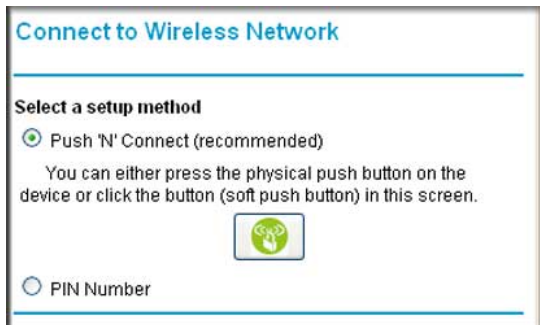 Connect to Wireless Network
Select a setup method
Push 'N' Connect (recommended)
You can either press the physical push button on the
device or click the button (soft push button) in this screen.
PIN Number